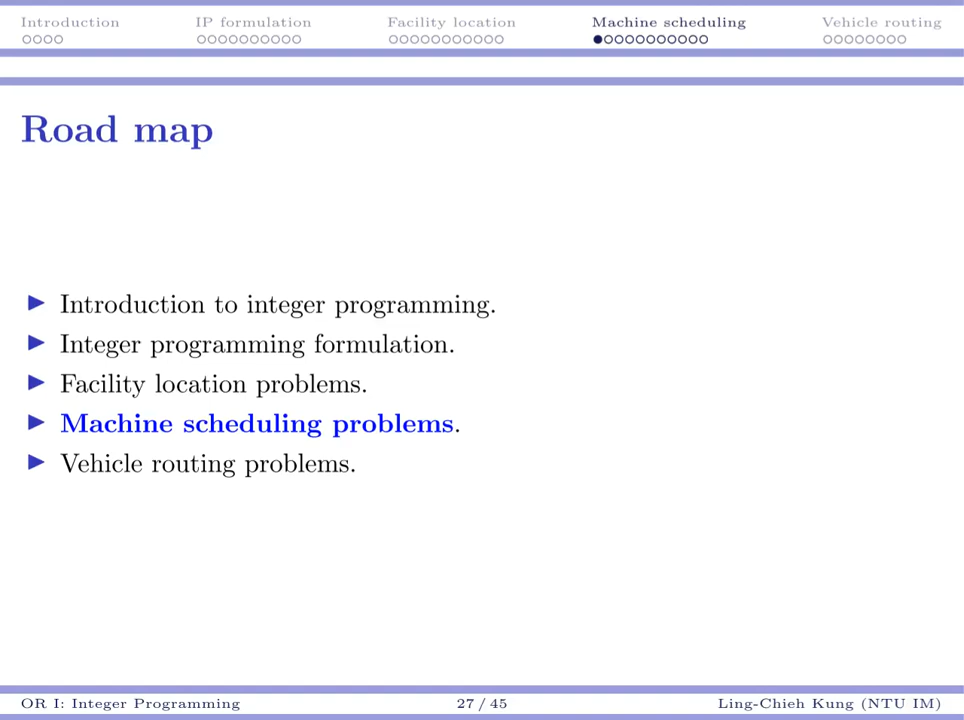 Introduction
IP formulation
Facility location
Machine scheduling
Vehicle routing
Road map
Introduction to integer programming.
Integer programming formulation.
Facility location problems.
Machine scheduling problems.
Vehicle routing problems.
OR I: Integer Programming
27 / 45
Ling-Chieh Kung (NTU IM)